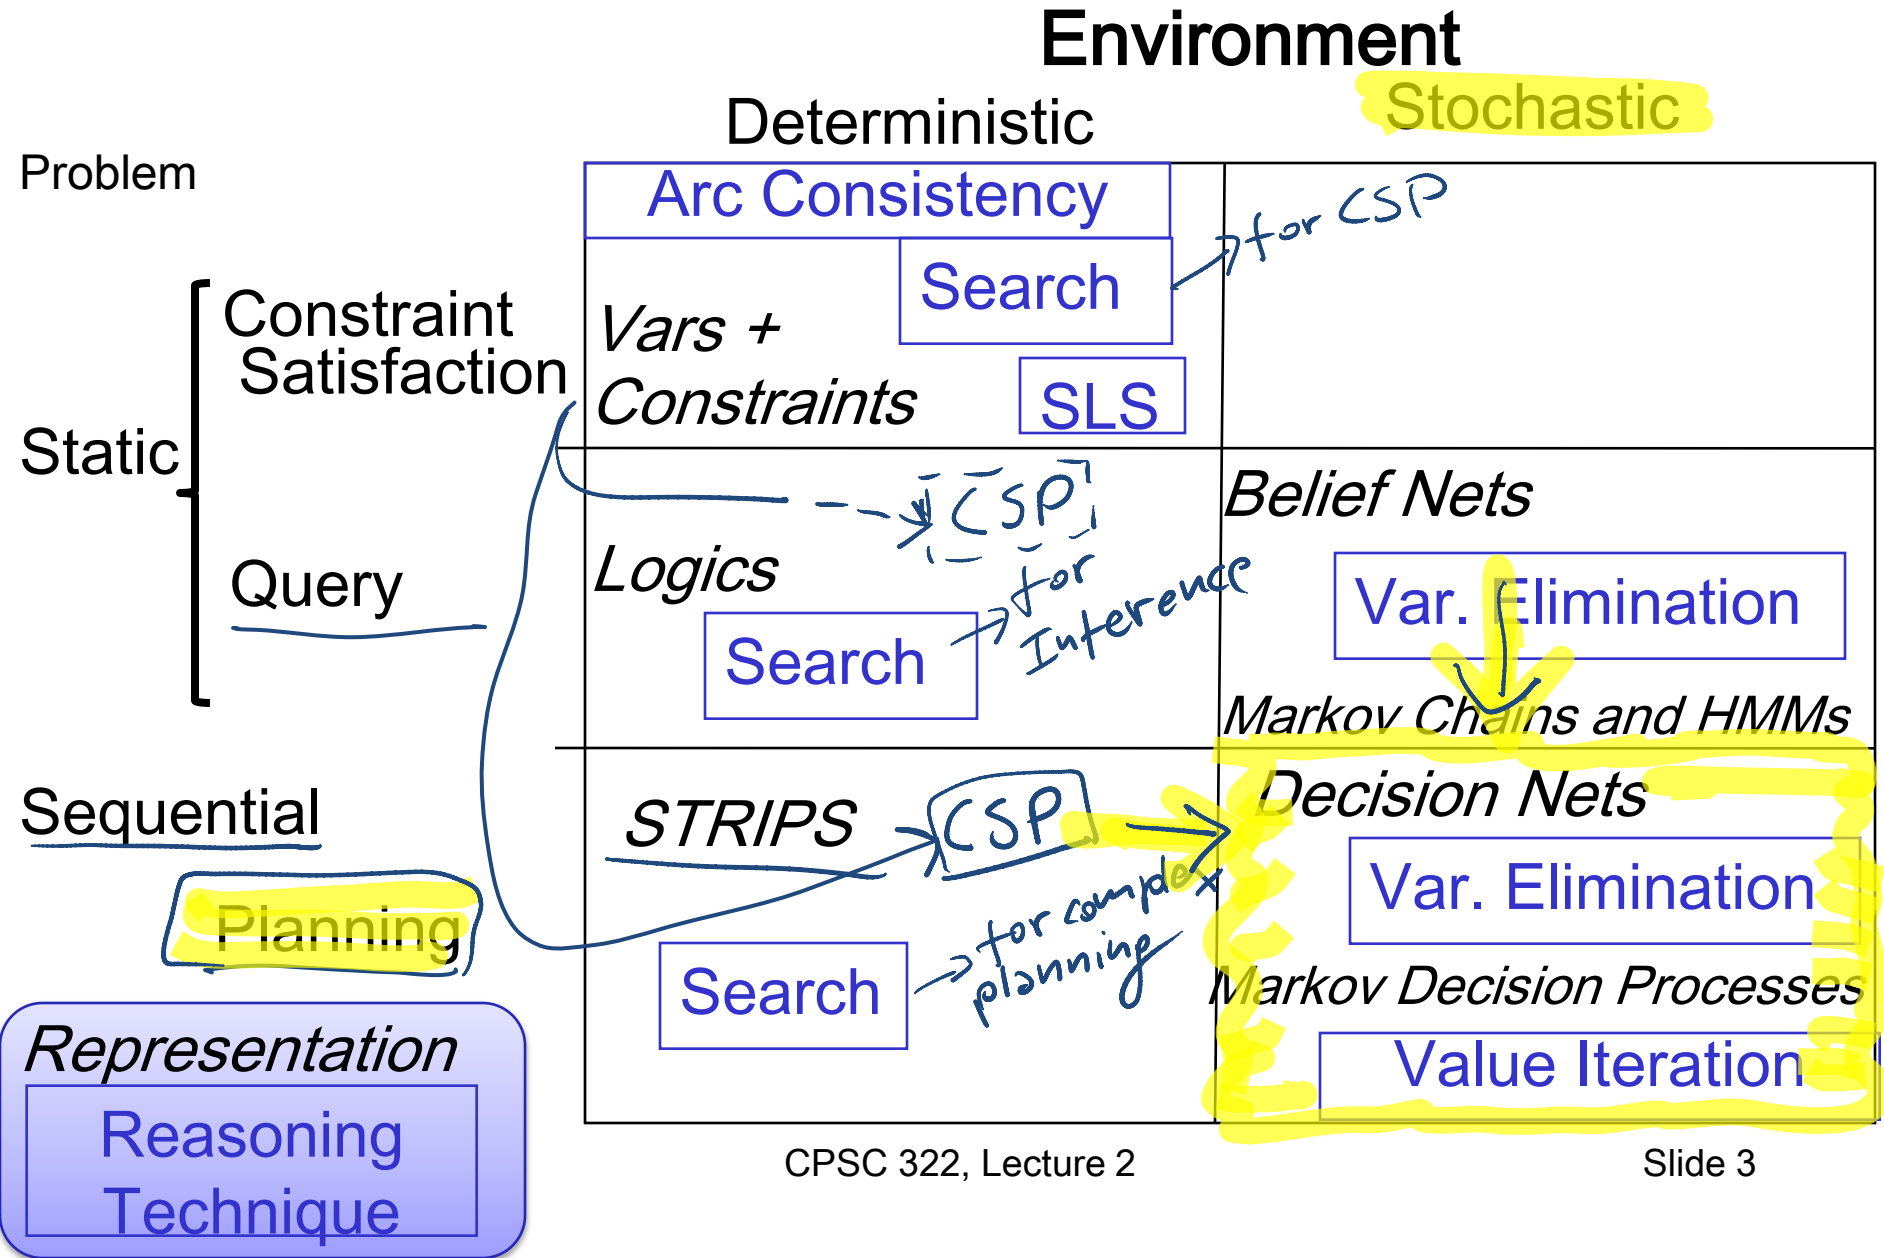 Environment
Deterministic
Stochastic
Problem
Arc Consistency
Search
for CSP
Constraint
Satisfaction
Vars +
Constraints
SLS
Static
CSP
Belief Nets
Query
Logics
for
Inference
Search
Var. Elimination
Markov Chains and HMMs
Sequential
Planning
STRIPS
CSP
Decision Nets
Var. Elimination
for complex
planning
Search
Markov Decision Processes
Value Iteration
Representation
Reasoning
Technique
CPSC 322, Lecture 2
Slide 3